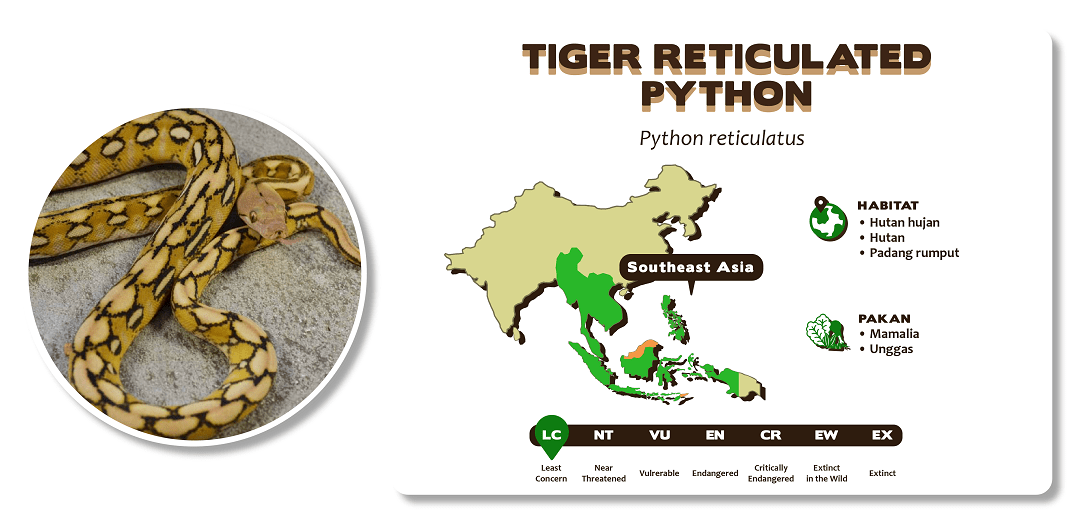 TIGER RETICULATED
PYTHON
Python reticulatus
HABITAT
• Hutan hujan
• Hutan
• Padang rumput
Southeast Asia
PAKAN
• Mamalia
• Unggas
LC NT VU EN CR EW EX
Least Concern
Near Threatened
Vulrerable
Endangered
Critically Endangered
Extinct in the Wild
Extinct